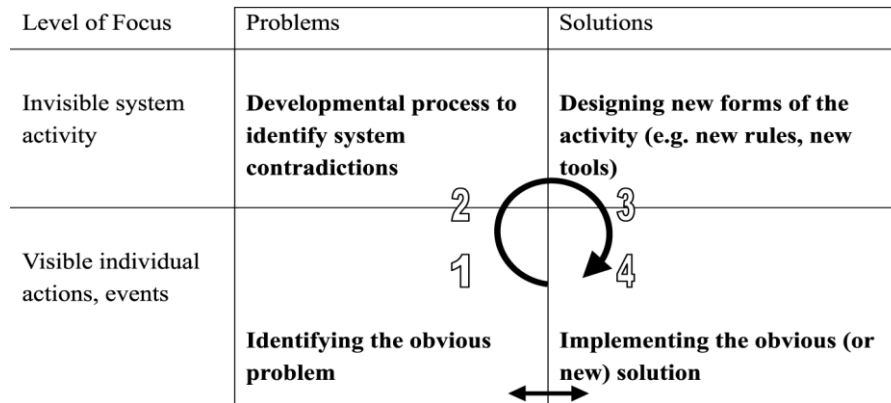 Level of Focus
Problems
Solutions
Invisible system
activity
Developmental process to
identify system
contradictions
Designing new forms of the
activity (e.g. new rules, new
tools)
2
3
Visible individual
actions, events
1
4
Identifying the obvious
problem
Implementing the obvious (or
new) solution